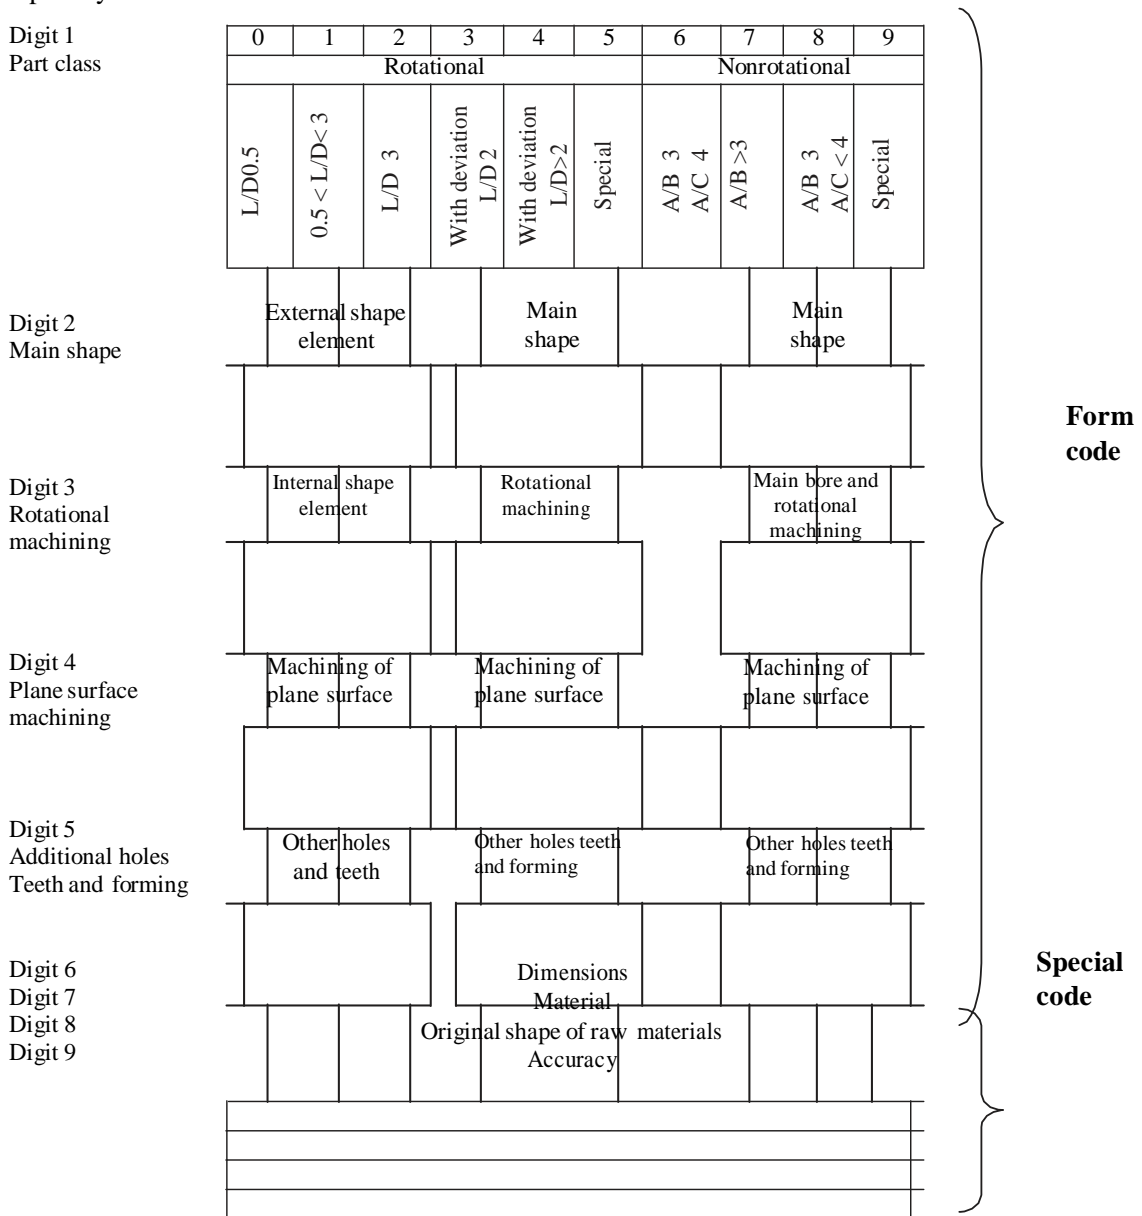 Digit 1
Part class
0 1 2 3 4 5 6 7 8 9
Rotational Nonrotational
L/D0.5
0.5 < L/D< 3
L/D 3
With deviation
L/D 2
With deviation
L/D>2
Special
A/B 3
A/C 4
A/B >3
A/B 3
A/C < 4
Special
Digit 2
Main shape
External shape
element
Main
shape
Main
shape
Form
code
Digit 3
Rotational
machining
Internal shape
element
Rotational
machining
Main bore and
rotational
machining
Digit 4
Plane surface
machining
Machining of
plane surface
Machining of
plane surface
Machining of
plane surface
Digit 5
Additional holes
Teeth and forming
Other holes
and teeth
Other holes teeth
and forming
Other holes teeth
and forming
Digit 6
Digit 7
Digit 8
Digit 9
Dimensions
Material
Original shape of raw materials
Accuracy
Special
code